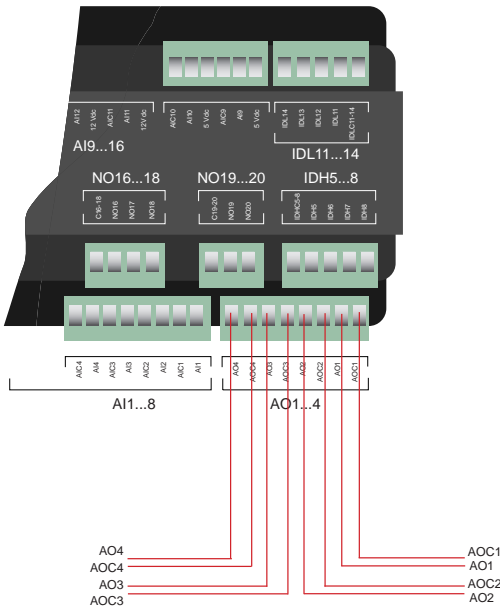 AI12 12 Vdc AIC11 AI11 12Vdc AIC10 AI10 5 Vdc AIC9 AI9 5 Vdc IDL14 IDL13 IDL12 IDL11 IDLC11-14
AI9...16
IDL11...14
NO16...18 NO19...20 IDH5...8
C16-18 NO16 NO17 NO18 C19-20 NO19 NO20 IDHC5-8 IDH5 IDH6 IDH7 IDH8
AIC4 AI4 AIC3 AI3 AIC2 AI2 AIC1 AI1 AO4 AOC4 AO3 AOC3 AO2 AOC2 AO1 AOC1
AI1...8 AO1...4
AO4 AOC1
AOC4 AO1
AO3 AOC2
AOC3 AO2